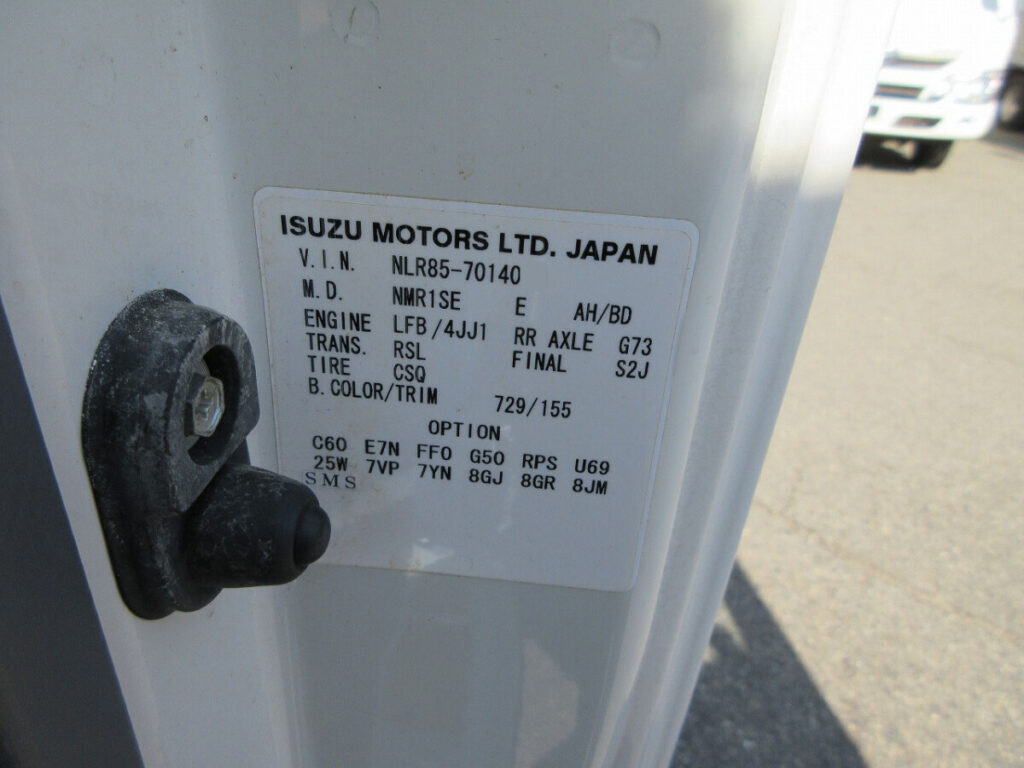 ISUZU MOTORS LTD. JAPAN
V.I.N. NLR85-70140
M.D. NMR1SE E AH/BD
ENGINE LFB/4JJ1 RR AXLE G73
TRANS. RSL FINAL S2J
TIRE CSQ
B.COLOR/TRIM 729/155
OPTION
C60 E7N FF0 G50 RPS U69
25W 7VP 7YN 8GJ 8GR 8JM
SMS